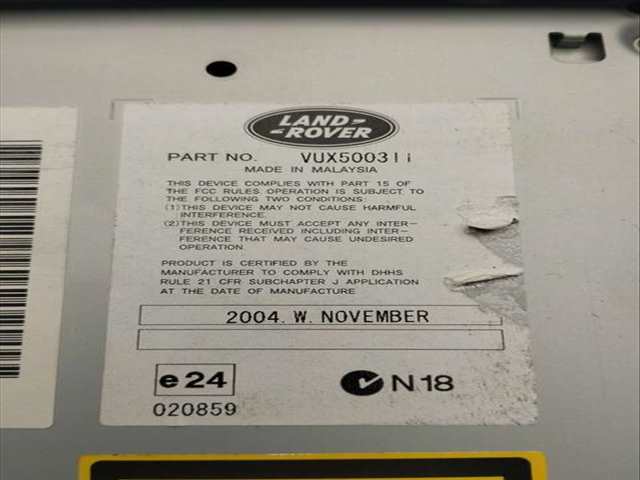 LAND-
-ROVER
PART NO. VUX500311
MADE IN MALAYSIA
THIS DEVICE COMPLIES WITH PART 15 OF
THE FCC RULES. OPERATION IS SUBJECT TO
THE FOLLOWING TWO CONDITIONS:
(1)THIS DEVICE MAY NOT CAUSE HARMFUL
INTERFERENCE.
(2)THIS DEVICE MUST ACCEPT ANY INTER-
FERENCE RECEIVED INCLUDING INTER-
FERENCE THAT MAY CAUSE UNDESIRED
OPERATION.
PRODUCT IS CERTIFIED BY THE
MANUFACTURER TO COMPLY WITH DHHS
RULE 21 CFR SUBCHAPTER J APPLICATION
AT THE DATE OF MANUFACTURE
2004. W. NOVEMBER
e24 N18
020859